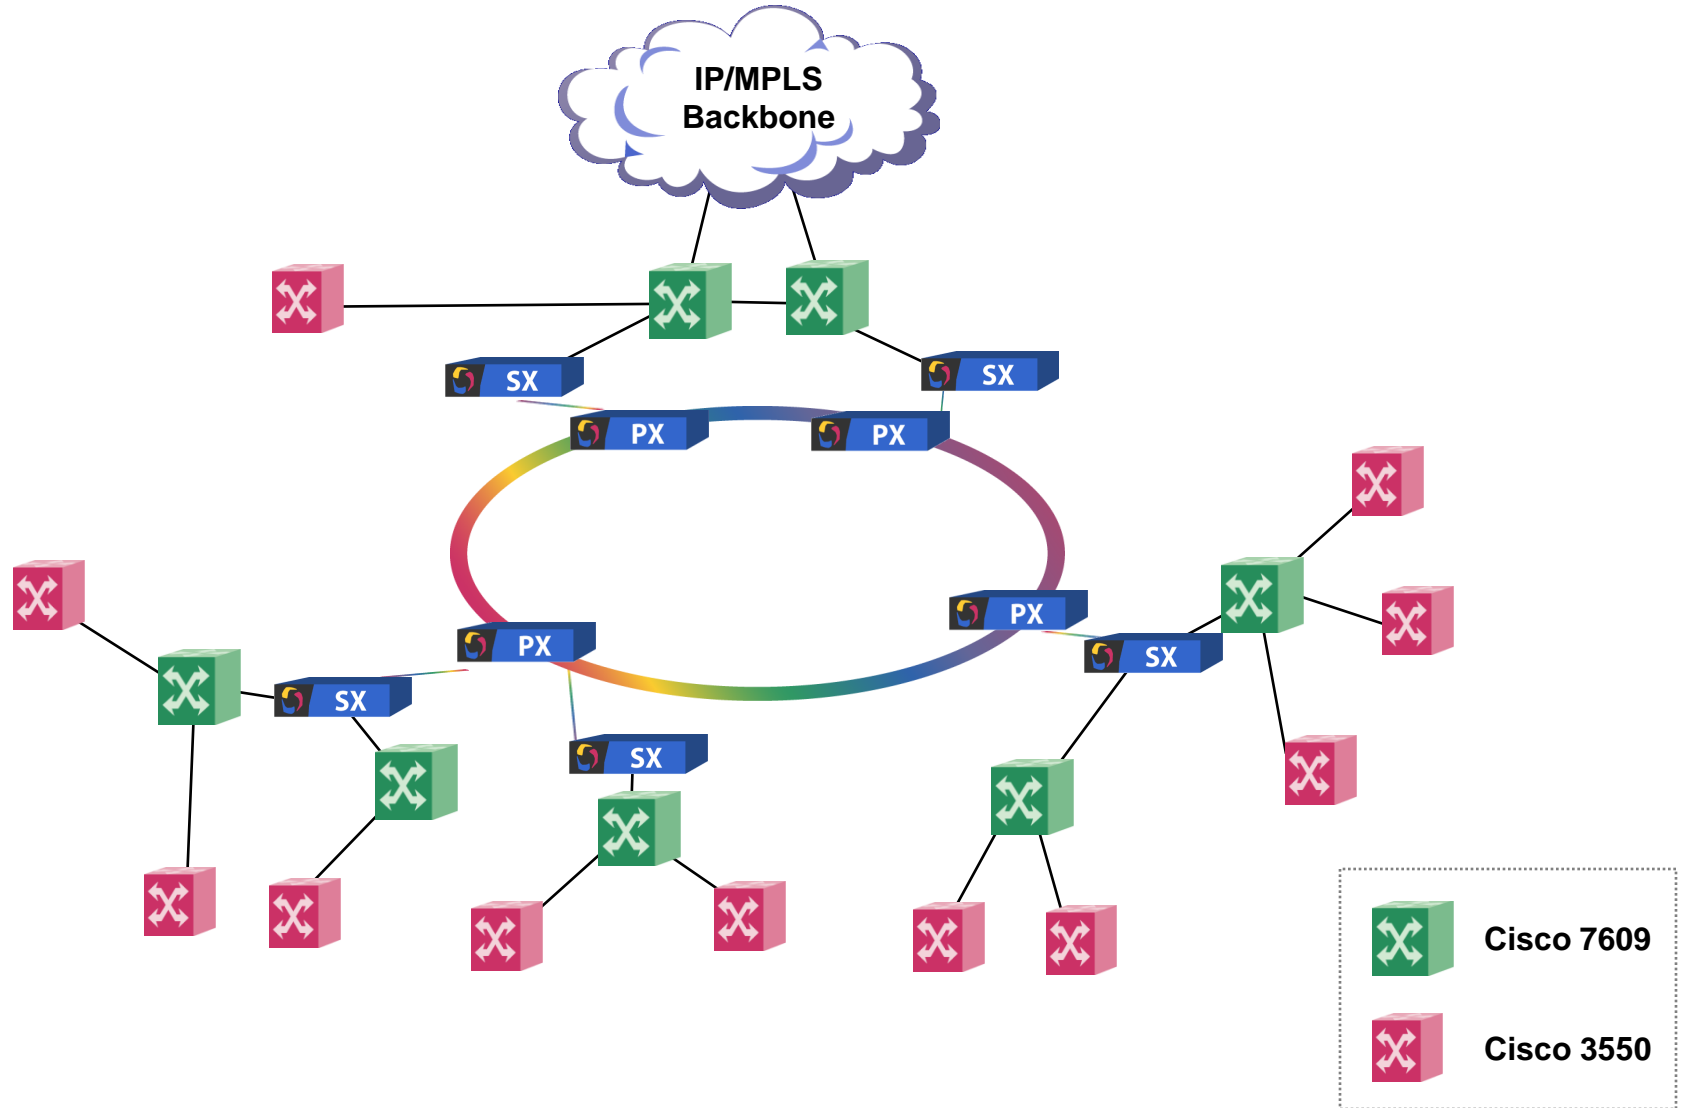 IP/MPLS
Backbone
SX
SX
PX
PX
PX
PX
SX
SX
SX
Cisco 7609
Cisco 3550